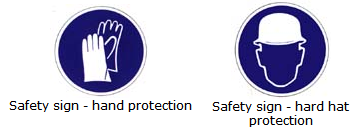 Safety sign - hand protection
Safety sign - hard hat
protection